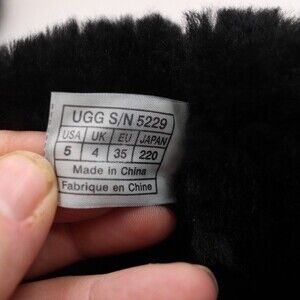 UGG S/N 5229
USA UK EU JAPAN
5 4 35 220
Made in China
Fabrique en Chine